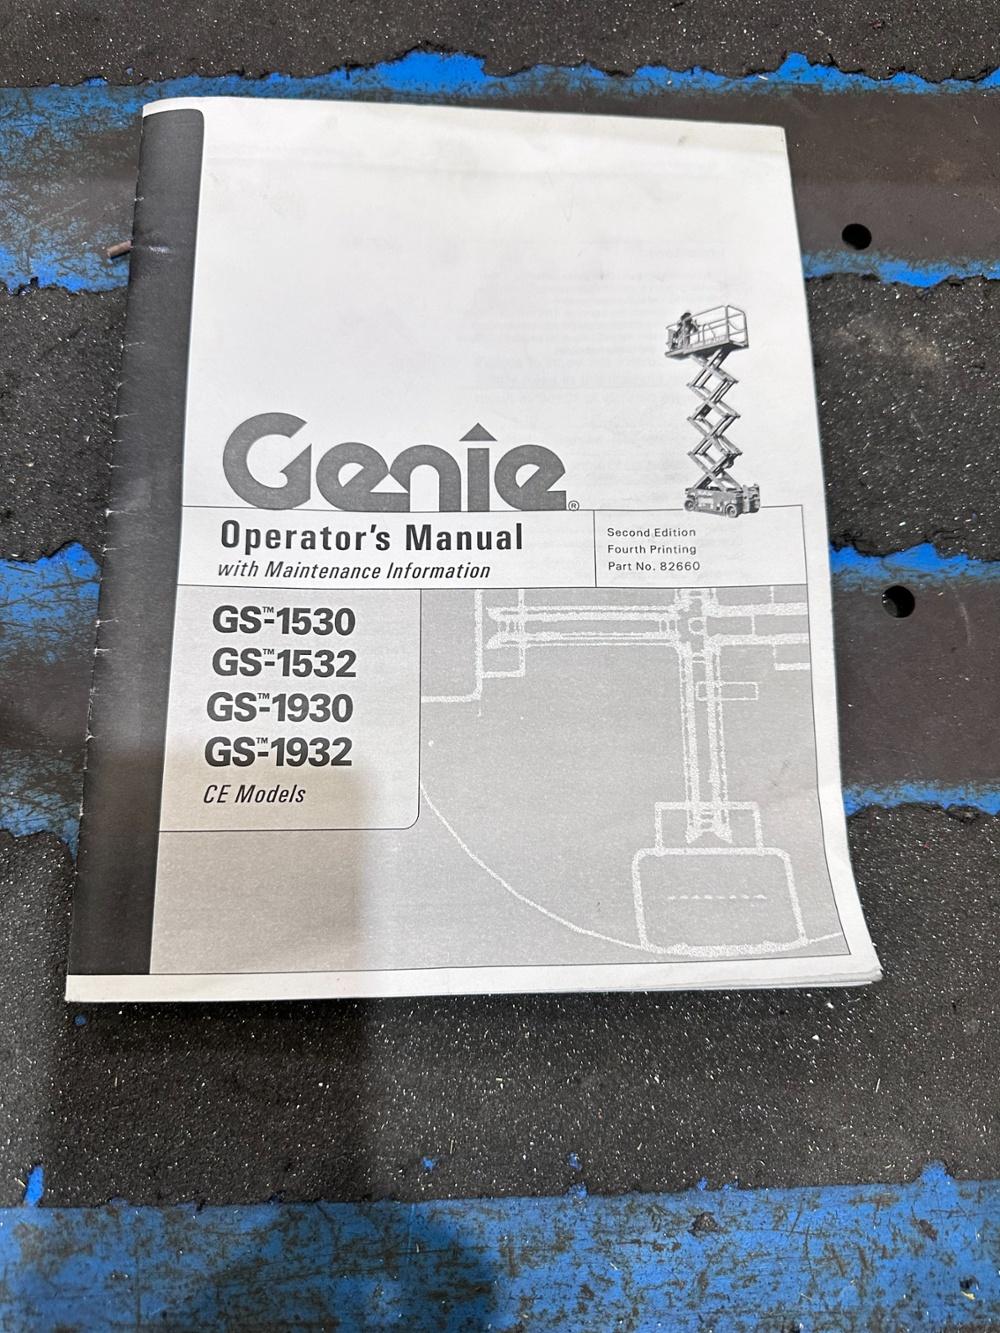 Genie®
Operator's Manual
with Maintenance Information
Second Edition
Fourth Printing
Part No. 82660
GS™-1530
GS™-1532
GS™-1930
GS™-1932
CE Models